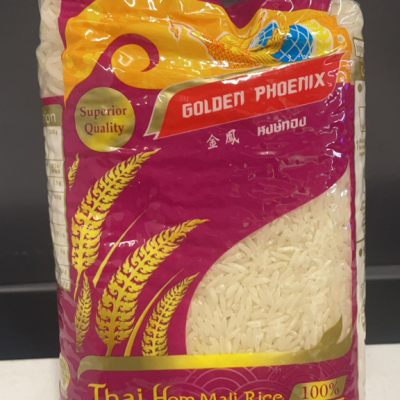 Superior
Quality
GOLDEN PHOENIX
金鳳 หงษ์ทอง
Thai Hom Mali Rice
100%